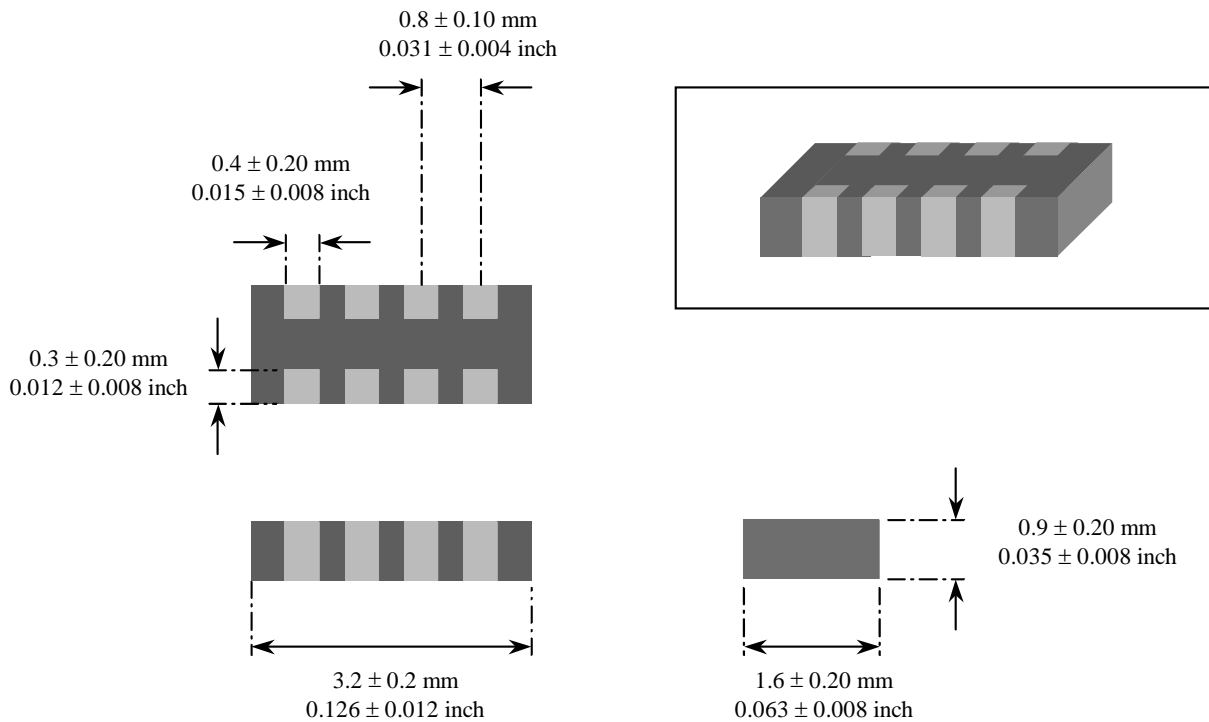 0.8 ± 0.10 mm
0.031 ± 0.004 inch
0.4 ± 0.20 mm
0.015 ± 0.008 inch
0.3 ± 0.20 mm
0.012 ± 0.008 inch
0.9 ± 0.20 mm
0.035 ± 0.008 inch
3.2 ± 0.2 mm
0.126 ± 0.012 inch
1.6 ± 0.20 mm
0.063 ± 0.008 inch